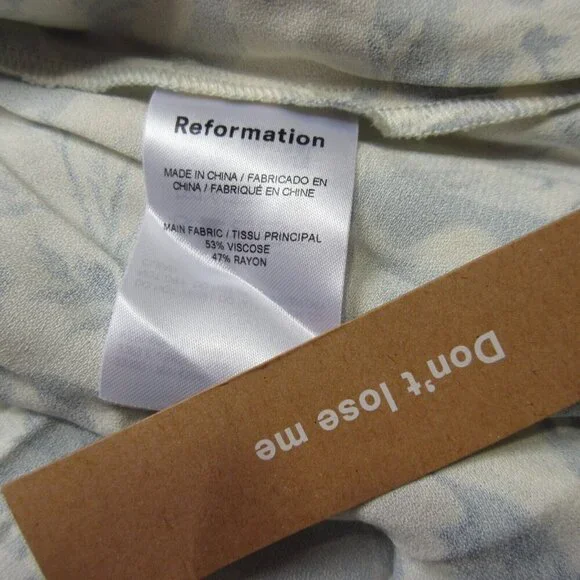 Reformation
MADE IN CHINA / FABRICADO EN
CHINA / FABRIQUÉ EN CHINE
MAIN FABRIC / TISSU PRINCIPAL
53% VISCOSE
47% RAYON
Don't lose me